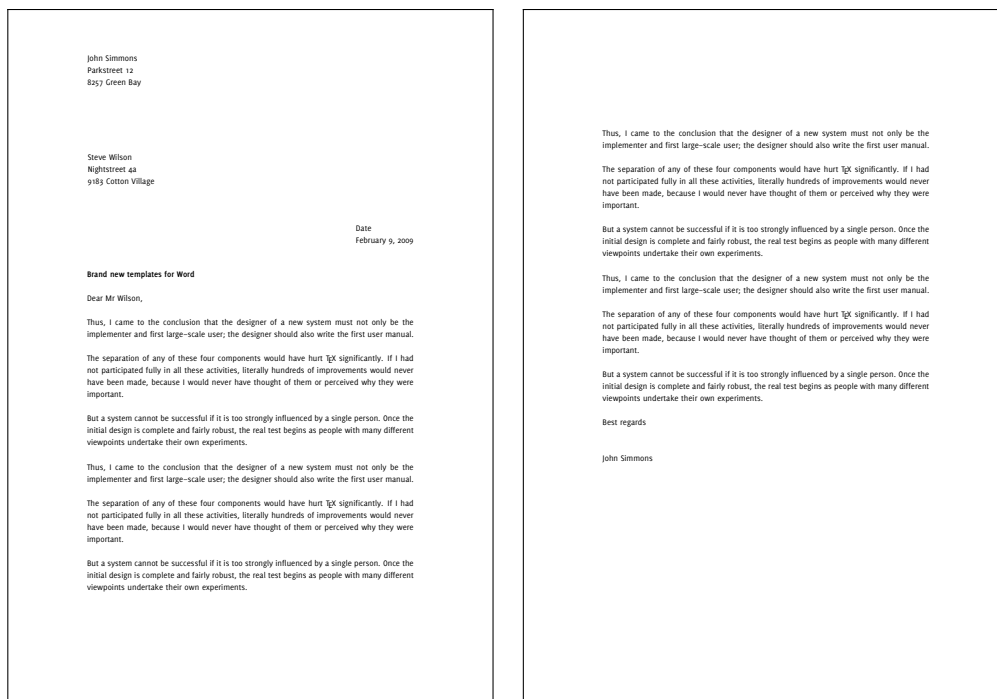 John Simmons
Parkstreet 12
8257 Green Bay
Steve Wilson
Nightstreet 4a
9183 Cotton Village
Date
February 9, 2009
Brand new templates for Word
Dear Mr Wilson,
Thus, I came to the conclusion that the designer of a new system must not only be the
implementer and first large-scale user; the designer should also write the first user manual.
The separation of any of these four components would have hurt TEX significantly. If I had
not participated fully in all these activities, literally hundreds of improvements would never
have been made, because I would never have thought of them or perceived why they were
important.
But a system cannot be successful if it is too strongly influenced by a single person. Once the
initial design is complete and fairly robust, the real test begins as people with many different
viewpoints undertake their own experiments.
Thus, I came to the conclusion that the designer of a new system must not only be the
implementer and first large-scale user; the designer should also write the first user manual.
The separation of any of these four components would have hurt TEX significantly. If I had
not participated fully in all these activities, literally hundreds of improvements would never
have been made, because I would never have thought of them or perceived why they were
important.
But a system cannot be successful if it is too strongly influenced by a single person. Once the
initial design is complete and fairly robust, the real test begins as people with many different
viewpoints undertake their own experiments.
Thus, I came to the conclusion that the designer of a new system must not only be the
implementer and first large-scale user; the designer should also write the first user manual.
The separation of any of these four components would have hurt TEX significantly. If I had
not participated fully in all these activities, literally hundreds of improvements would never
have been made, because I would never have thought of them or perceived why they were
important.
But a system cannot be successful if it is too strongly influenced by a single person. Once the
initial design is complete and fairly robust, the real test begins as people with many different
viewpoints undertake their own experiments.
Thus, I came to the conclusion that the designer of a new system must not only be the
implementer and first large-scale user; the designer should also write the first user manual.
The separation of any of these four components would have hurt TEX significantly. If I had
not participated fully in all these activities, literally hundreds of improvements would never
have been made, because I would never have thought of them or perceived why they were
important.
But a system cannot be successful if it is too strongly influenced by a single person. Once the
initial design is complete and fairly robust, the real test begins as people with many different
viewpoints undertake their own experiments.
Best regards
John Simmons